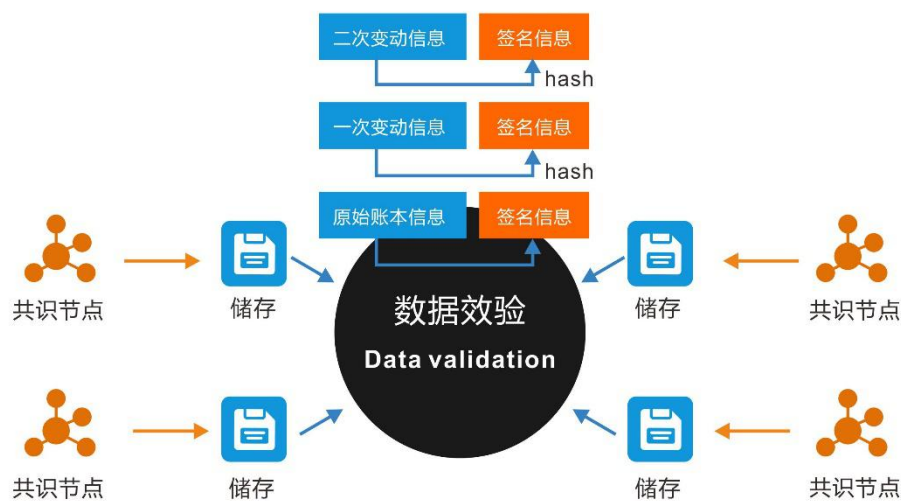 二次变动信息
签名信息
hash
一次变动信息
签名信息
hash
原始账本信息
签名信息
共识节点
储存
数据效验
Data validation
储存
共识节点
共识节点
储存
储存
共识节点